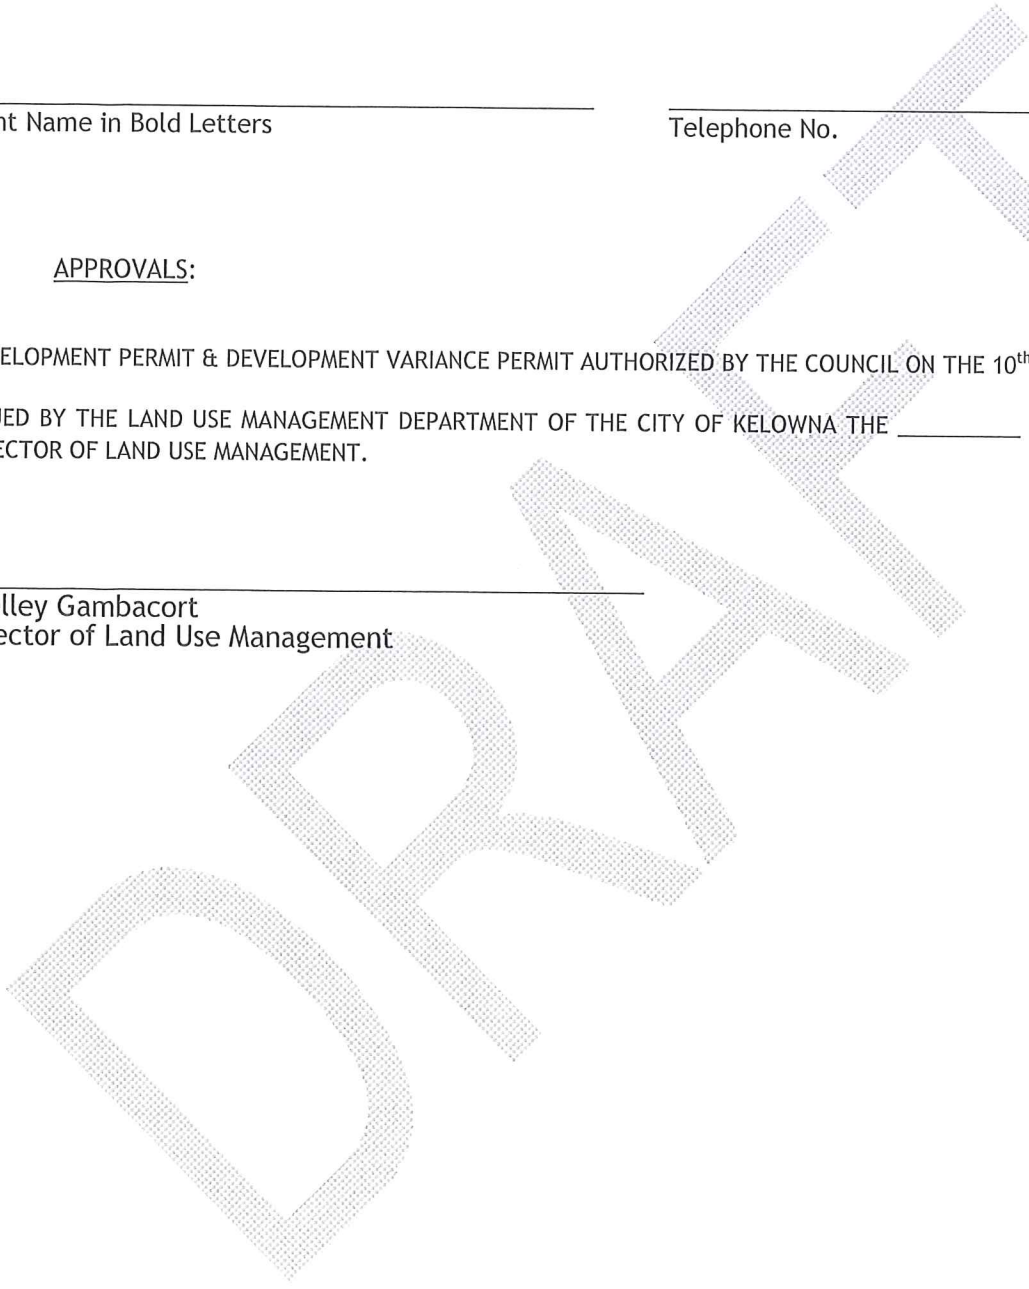 nt Name in Bold Letters
Telephone No.
APPROVALS:
ELOPMENT PERMIT & DEVELOPMENT VARIANCE PERMIT AUTHORIZED BY THE COUNCIL ON THE 10th
UED BY THE LAND USE MANAGEMENT DEPARTMENT OF THE CITY OF KELOWNA THE __________
ECTOR OF LAND USE MANAGEMENT.
lley Gambacort
ector of Land Use Management
DRAFT